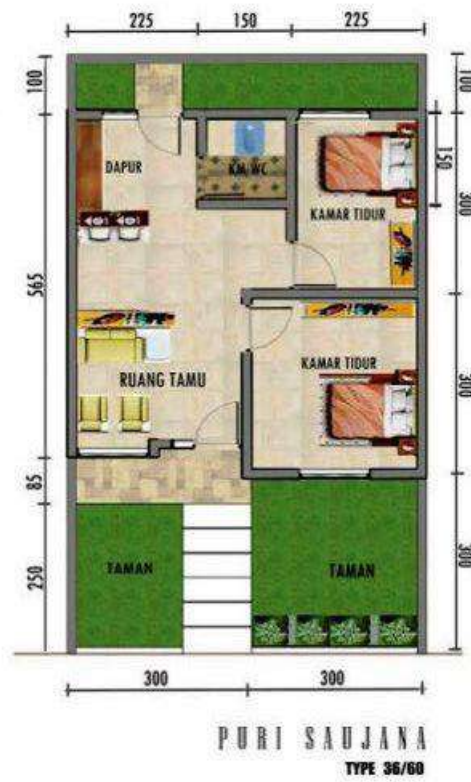 225 150 225
100
100
150
DAPUR
KM/WC
300
KAMAR TIDUR
565
KAMAR TIDUR
RUANG TAMU
300
85
TAMAN
TAMAN
250
300
300 300
PURI SAUJANA
TYPE 36/60